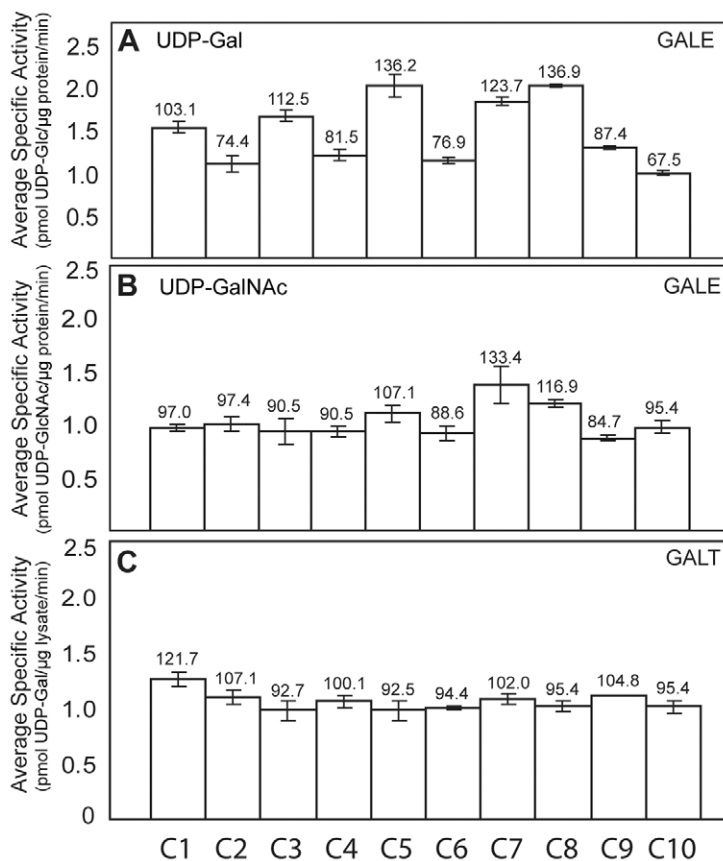 A UDP-Gal GALE
Average Specific Activity
(pmol UDP-Glc/µg protein/min)
2.5
2.0
1.5
1.0
0.5
103.1 74.4 112.5 81.5 136.2 76.9 123.7 136.9 87.4 67.5
B UDP-GalNAc GALE
Average Specific Activity
(pmol UDP-GlcNAc/µg protein/min)
2.5
2.0
1.5
1.0
0.5
97.0 97.4 90.5 90.5 107.1 88.6 133.4 116.9 84.7 95.4
C GALT
Average Specific Activity
(pmol UDP-Gal/µg lysate/min)
2.5
2.0
1.5
1.0
0.5
0
121.7 107.1 92.7 100.1 92.5 94.4 102.0 95.4 104.8 95.4
C1 C2 C3 C4 C5 C6 C7 C8 C9 C10